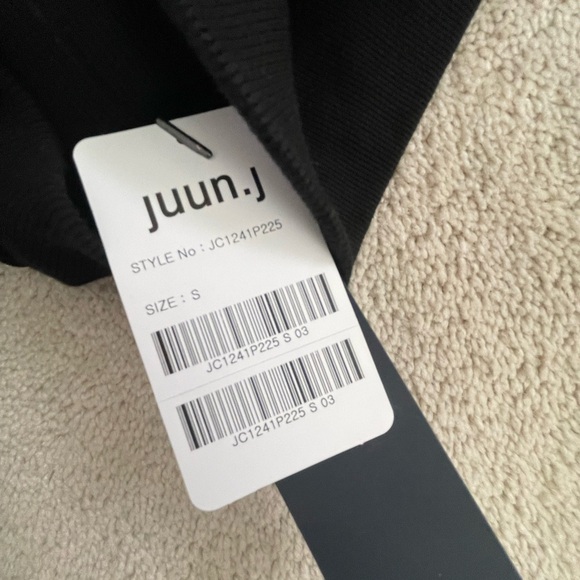 juun.j
STYLE No : JC1241P225
SIZE : S
JC1241P225 S 03
JC1241P225 S 03